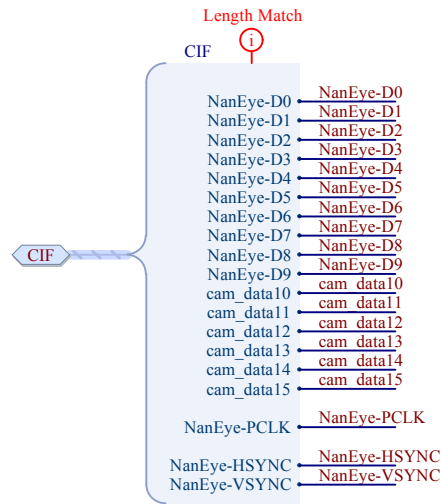 Length Match
i
CIF
NanEye-D0 NanEye-D0
NanEye-D1 NanEye-D1
NanEye-D2 NanEye-D2
NanEye-D3 NanEye-D3
NanEye-D4 NanEye-D4
NanEye-D5 NanEye-D5
NanEye-D6 NanEye-D6
NanEye-D7 NanEye-D7
CIF
NanEye-D8 NanEye-D8
NanEye-D9 NanEye-D9
cam_data10 cam_data10
cam_data11 cam_data11
cam_data12 cam_data12
cam_data13 cam_data13
cam_data14 cam_data14
cam_data15 cam_data15
NanEye-PCLK NanEye-PCLK
NanEye-HSYNC NanEye-HSYNC
NanEye-VSYNC NanEye-VSYNC